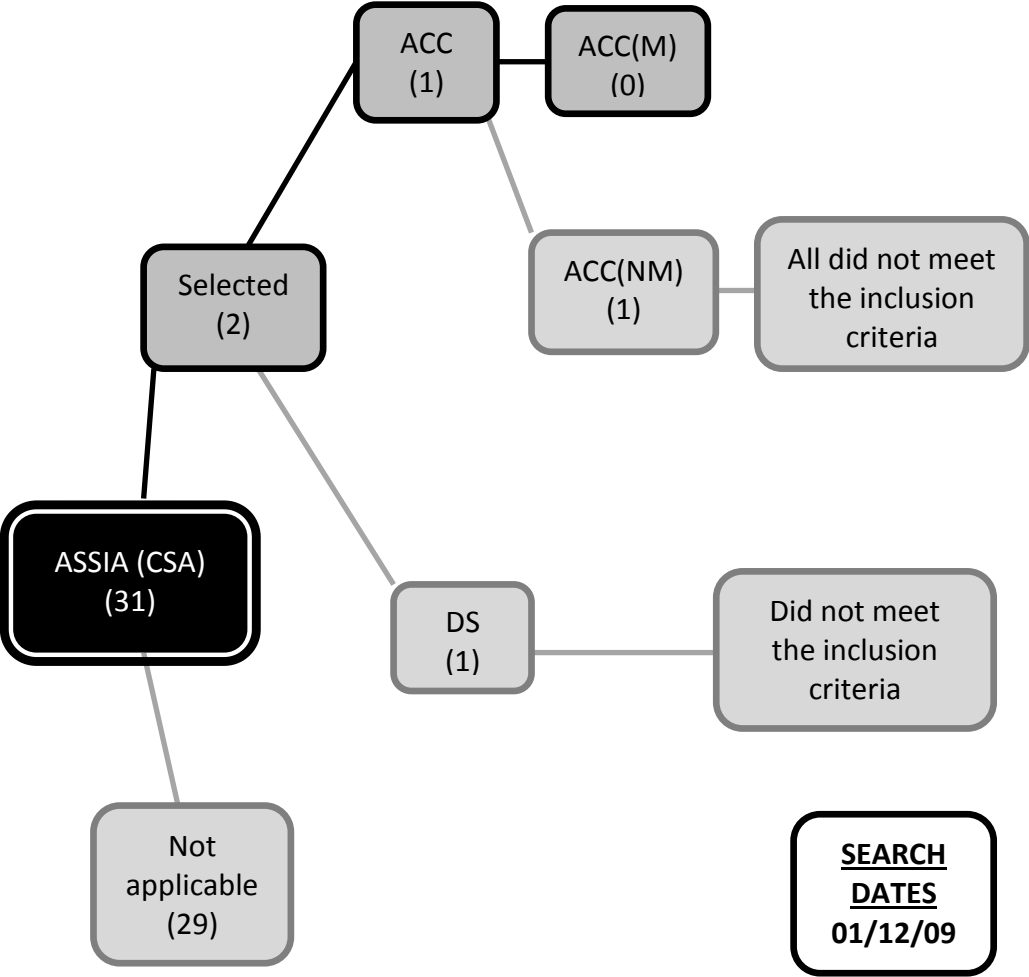 ACC
(1)
ACC(M)
(0)
ACC(NM)
(1)
All did not meet
the inclusion
criteria
Selected
(2)
ASSIA (CSA)
(31)
DS
(1)
Did not meet
the inclusion
criteria
Not
applicable
(29)
SEARCH
DATES
01/12/09